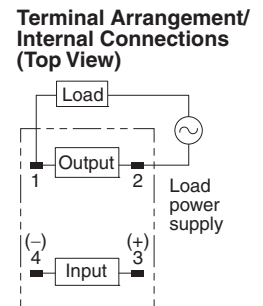 Terminal Arrangement/
Internal Connections
(Top View)
Load
Output
1
2
Load
power
supply
(–)
(+)
4
3
Input